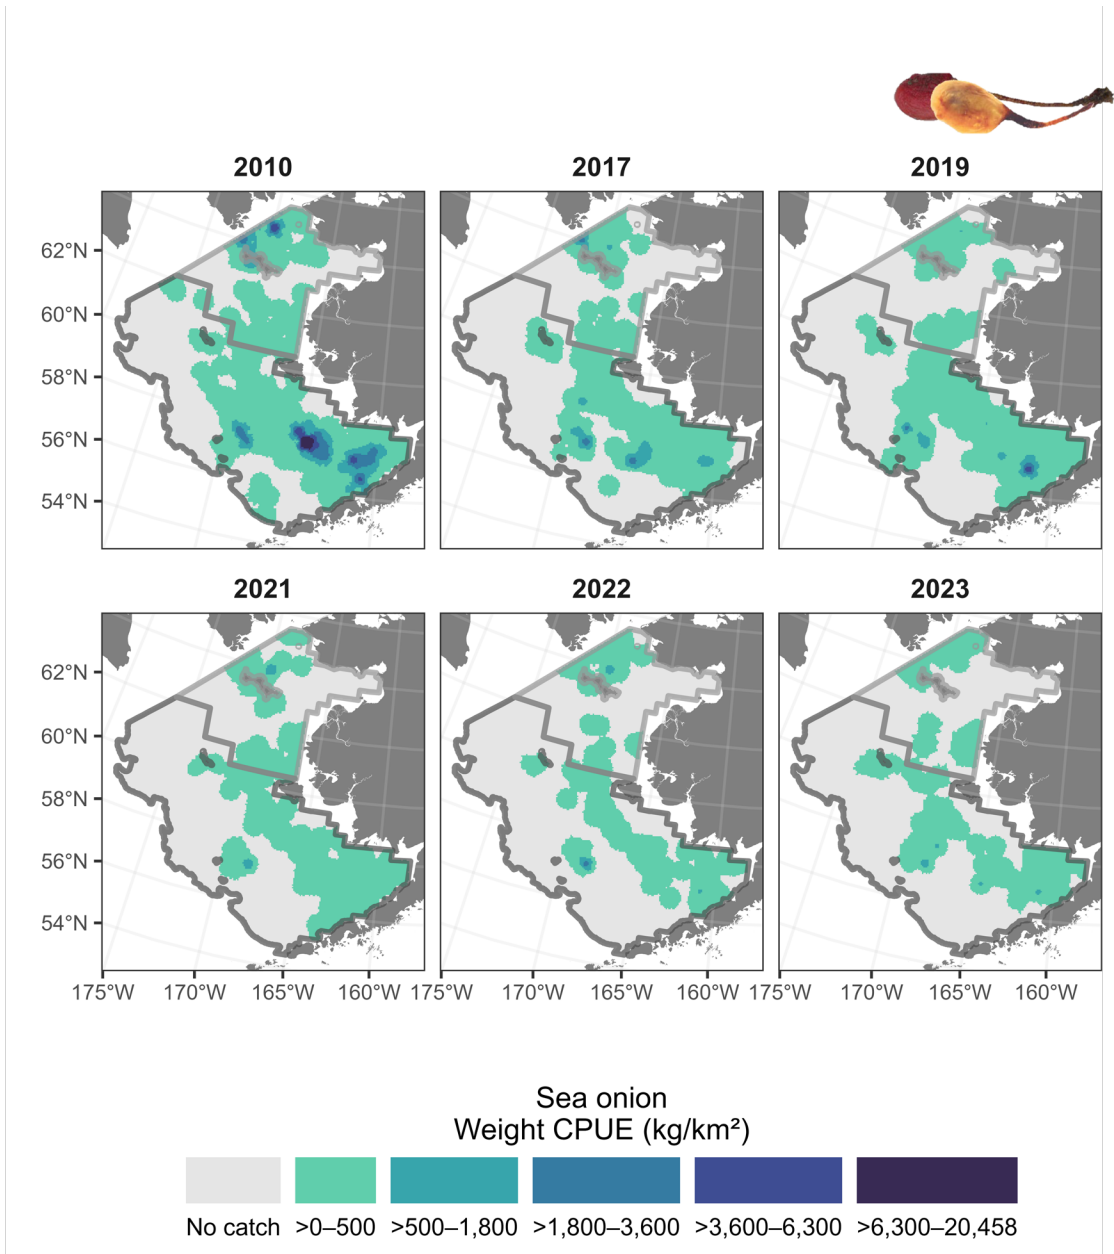 2010 2017 2019
62°N
60°N
58°N
56°N
54°N
2021 2022 2023
62°N
60°N
58°N
56°N
54°N
175°W 170°W 165°W 160°W 175°W 170°W 165°W 160°W 175°W 170°W 165°W 160°W
Sea onion
Weight CPUE (kg/km²)
No catch >0–500 >500–1,800 >1,800–3,600 >3,600–6,300 >6,300–20,458